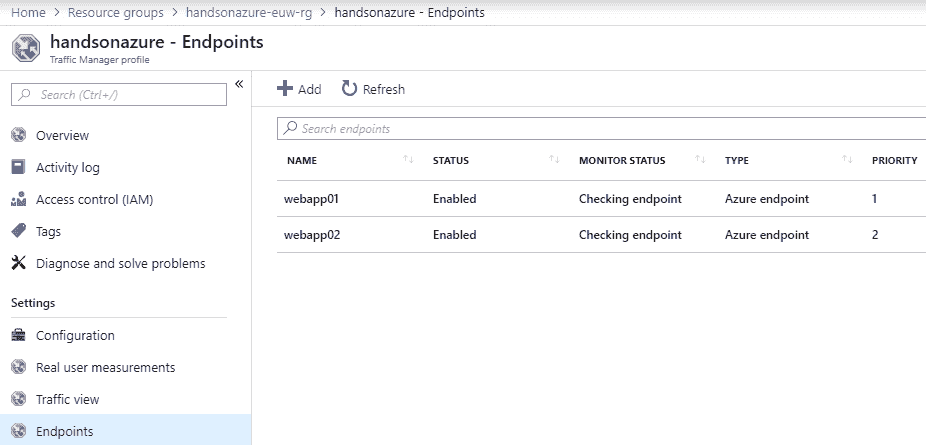 Home > Resource groups > handsonazure-euw-rg > handsonazure - Endpoints
handsonazure - Endpoints
Traffic Manager profile
«
Search (Ctrl+/)
Overview
Activity log
Access control (IAM)
Tags
Diagnose and solve problems
Settings
Configuration
Real user measurements
Traffic view
Endpoints
Add Refresh
Search endpoints
NAME STATUS MONITOR STATUS TYPE PRIORITY
webapp01 Enabled Checking endpoint Azure endpoint 1
webapp02 Enabled Checking endpoint Azure endpoint 2